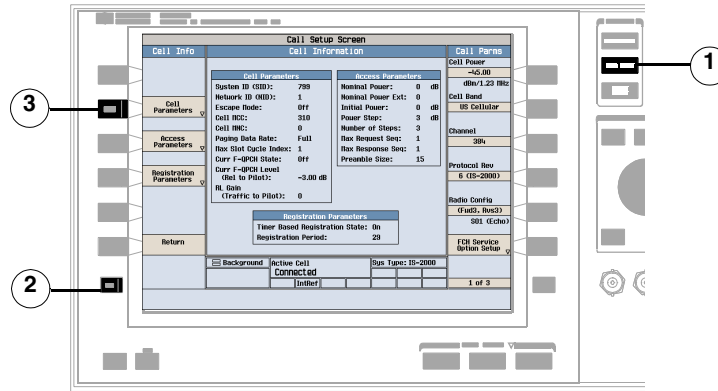 Call Setup Screen
Cell Info
Cell Information
Call Parms
Cell Parameters
System ID (SID): 799
Network ID (NID): 1
Escape Mode: Off
Cell MCC: 310
Cell MNC: 0
Paging Data Rate: Full
Max Slot Cycle Index: 1
Curr F-QPCH State: Off
Curr F-QPCH Level
(Rel to Pilot): -3.00 dB
RL Gain
(Traffic to Pilot): 0
Access Parameters
Nominal Power: 0 dB
Nominal Power Ext: 0
Initial Power: 0 dB
Power Step: 3 dB
Number of Steps: 3
Max Request Seq: 1
Max Response Seq: 1
Preamble Size: 15
Registration Parameters
Timer Based Registration State: On
Registration Period: 29
Cell
Parameters
Access
Parameters
Registration
Parameters
Return
Cell Power
-45.00
dBm/1.23 MHz
Cell Band
US Cellular
Channel
384
Protocol Rev
6 (IS-2000)
Radio Config
(Fwd3, Rvs3)
SO1 (Echo)
FCH Service
Option Setup
1 of 3
Background
Active Cell
Connected
Sys Type: IS-2000
IntRef
1
3
2